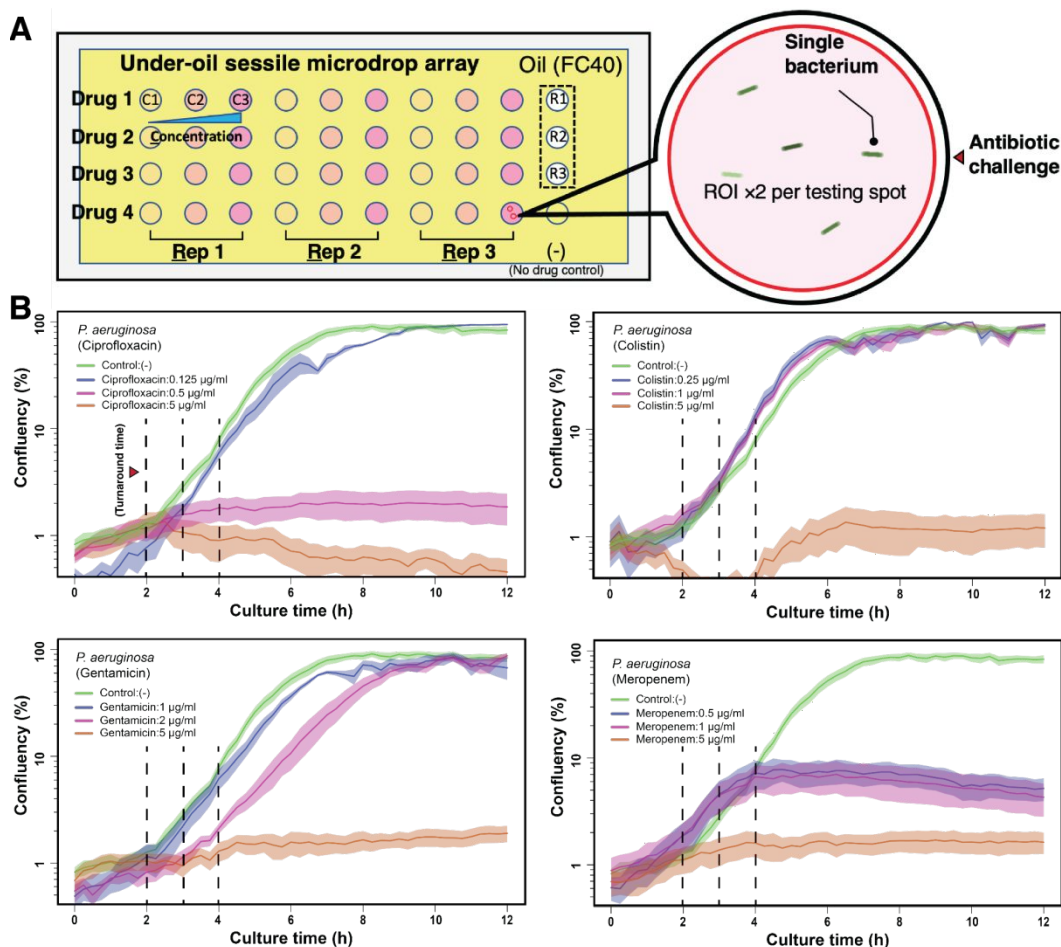 A
Under-oil sessile microdrop array
Oil (FC40)
Drug 1
C1
C2
C3
R1
Concentration
Drug 2
R2
Drug 3
R3
Drug 4
Rep 1
Rep 2
Rep 3
(-)
(No drug control)
Single
bacterium
ROI ×2 per testing spot
Antibiotic
challenge
B
P. aeruginosa
(Ciprofloxacin)
Control:(-)
Ciprofloxacin:0.125 μg/ml
Ciprofloxacin:0.5 μg/ml
Ciprofloxacin:5 μg/ml
(Turnaround time)
Confluency (%)
100
10
1
0 2 4 6 8 10 12
Culture time (h)
P. aeruginosa
(Colistin)
Control:(-)
Colistin:0.25 μg/ml
Colistin:1 μg/ml
Colistin:5 μg/ml
Confluency (%)
100
10
1
0 2 4 6 8 10 12
Culture time (h)
P. aeruginosa
(Gentamicin)
Control:(-)
Gentamicin:1 μg/ml
Gentamicin:2 μg/ml
Gentamicin:5 μg/ml
Confluency (%)
100
10
1
0 2 4 6 8 10 12
Culture time (h)
P. aeruginosa
(Meropenem)
Control:(-)
Meropenem:0.5 μg/ml
Meropenem:1 μg/ml
Meropenem:5 μg/ml
Confluency (%)
100
10
1
0 2 4 6 8 10 12
Culture time (h)